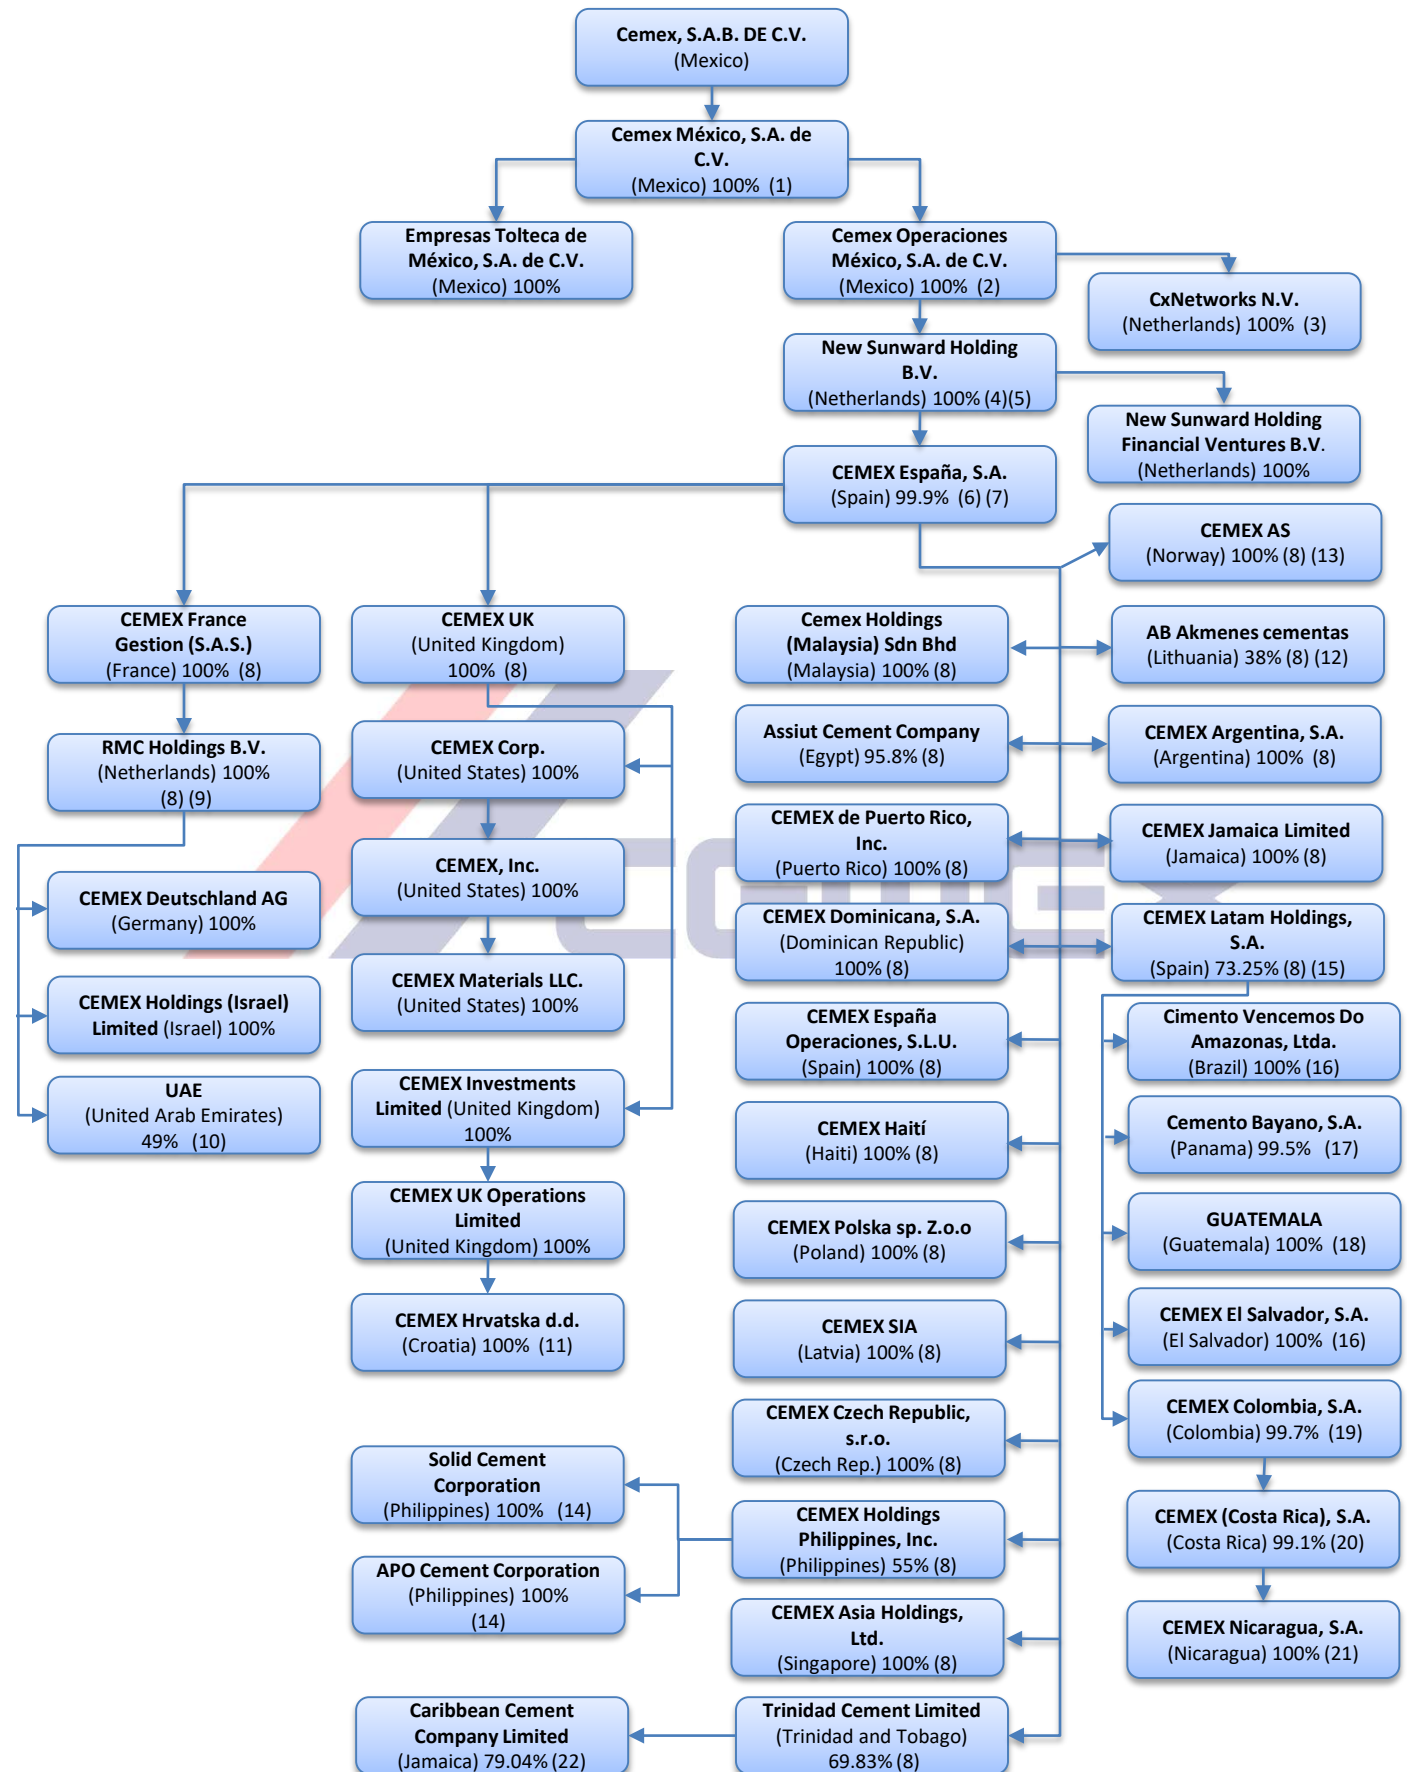 Cemex, S.A.B. DE C.V.
(Mexico)
Cemex México, S.A. de
C.V.
(Mexico) 100% (1)
Empresas Tolteca de
México, S.A. de C.V.
(Mexico) 100%
Cemex Operaciones
México, S.A. de C.V.
(Mexico) 100% (2)
CxNetworks N.V.
(Netherlands) 100% (3)
New Sunward Holding
B.V.
(Netherlands) 100% (4)(5)
New Sunward Holding
Financial Ventures B.V.
(Netherlands) 100%
CEMEX España, S.A.
(Spain) 99.9% (6) (7)
CEMEX AS
(Norway) 100% (8) (13)
CEMEX France
Gestion (S.A.S.)
(France) 100% (8)
CEMEX UK
(United Kingdom)
100% (8)
Cemex Holdings
(Malaysia) Sdn Bhd
(Malaysia) 100% (8)
AB Akmenes cementas
(Lithuania) 38% (8) (12)
RMC Holdings B.V.
(Netherlands) 100%
(8) (9)
CEMEX Corp.
(United States) 100%
Assiut Cement Company
(Egypt) 95.8% (8)
CEMEX Argentina, S.A.
(Argentina) 100% (8)
CEMEX, Inc.
(United States) 100%
CEMEX de Puerto Rico,
Inc.
(Puerto Rico) 100% (8)
CEMEX Jamaica Limited
(Jamaica) 100% (8)
CEMEX Deutschland AG
(Germany) 100%
CEMEX Materials LLC.
(United States) 100%
CEMEX Dominicana, S.A.
(Dominican Republic)
100% (8)
CEMEX Latam Holdings,
S.A.
(Spain) 73.25% (8) (15)
CEMEX Holdings (Israel)
Limited (Israel) 100%
CEMEX España
Operaciones, S.L.U.
(Spain) 100% (8)
Cimento Vencemos Do
Amazonas, Ltda.
(Brazil) 100% (16)
UAE
(United Arab Emirates)
49% (10)
CEMEX Investments
Limited (United Kingdom)
100%
CEMEX Haití
(Haiti) 100% (8)
Cemento Bayano, S.A.
(Panama) 99.5% (17)
CEMEX UK Operations
Limited
(United Kingdom) 100%
CEMEX Polska sp. Z.o.o
(Poland) 100% (8)
GUATEMALA
(Guatemala) 100% (18)
CEMEX Hrvatska d.d.
(Croatia) 100% (11)
CEMEX SIA
(Latvia) 100% (8)
CEMEX El Salvador, S.A.
(El Salvador) 100% (16)
CEMEX Czech Republic,
s.r.o.
(Czech Rep.) 100% (8)
CEMEX Colombia, S.A.
(Colombia) 99.7% (19)
Solid Cement
Corporation
(Philippines) 100% (14)
CEMEX Holdings
Philippines, Inc.
(Philippines) 55% (8)
CEMEX (Costa Rica), S.A.
(Costa Rica) 99.1% (20)
APO Cement Corporation
(Philippines) 100%
(14)
CEMEX Asia Holdings,
Ltd.
(Singapore) 100% (8)
CEMEX Nicaragua, S.A.
(Nicaragua) 100% (21)
Caribbean Cement
Company Limited
(Jamaica) 79.04% (22)
Trinidad Cement Limited
(Trinidad and Tobago)
69.83% (8)
CEMEX